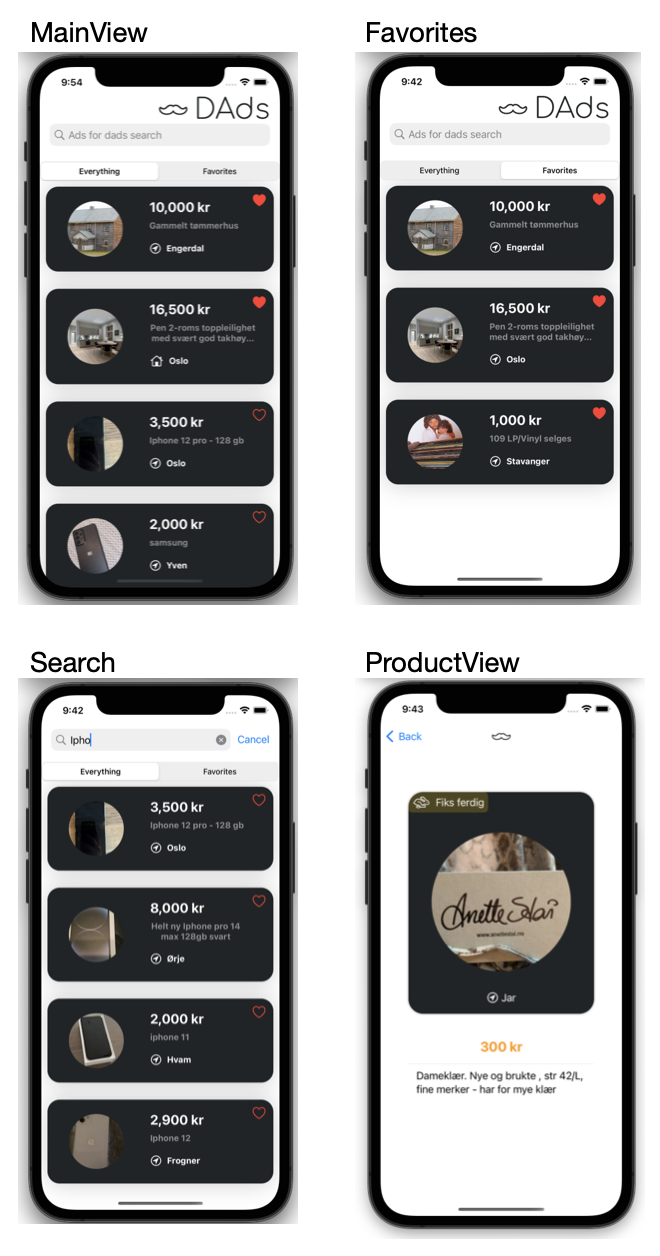 MainView
9:54
DAds
Ads for dads search
Everything
Favorites
10,000 kr
Gammelt tømmerhus
Engerdal
16,500 kr
Pen 2-roms toppleilighet
med svært god takhøy...
Oslo
3,500 kr
Iphone 12 pro - 128 gb
Oslo
2,000 kr
samsung
Yven
Favorites
9:42
DAds
Ads for dads search
Everything
Favorites
10,000 kr
Gammelt tømmerhus
Engerdal
16,500 kr
Pen 2-roms toppleilighet
med svært god takhøy...
Oslo
1,000 kr
109 LP/Vinyl selges
Stavanger
Search
9:42
Ipho
Cancel
Everything
Favorites
3,500 kr
Iphone 12 pro - 128 gb
Oslo
8,000 kr
Helt ny Iphone pro 14
max 128gb svart
Ørje
2,000 kr
iphone 11
Hvam
2,900 kr
Iphone 12
Frogner
ProductView
9:43
Back
Fiks ferdig
Anette Stai
www.anettestai.no
Jar
300 kr
Dameklær. Nye og brukte , str 42/L,
fine merker - har for mye klær